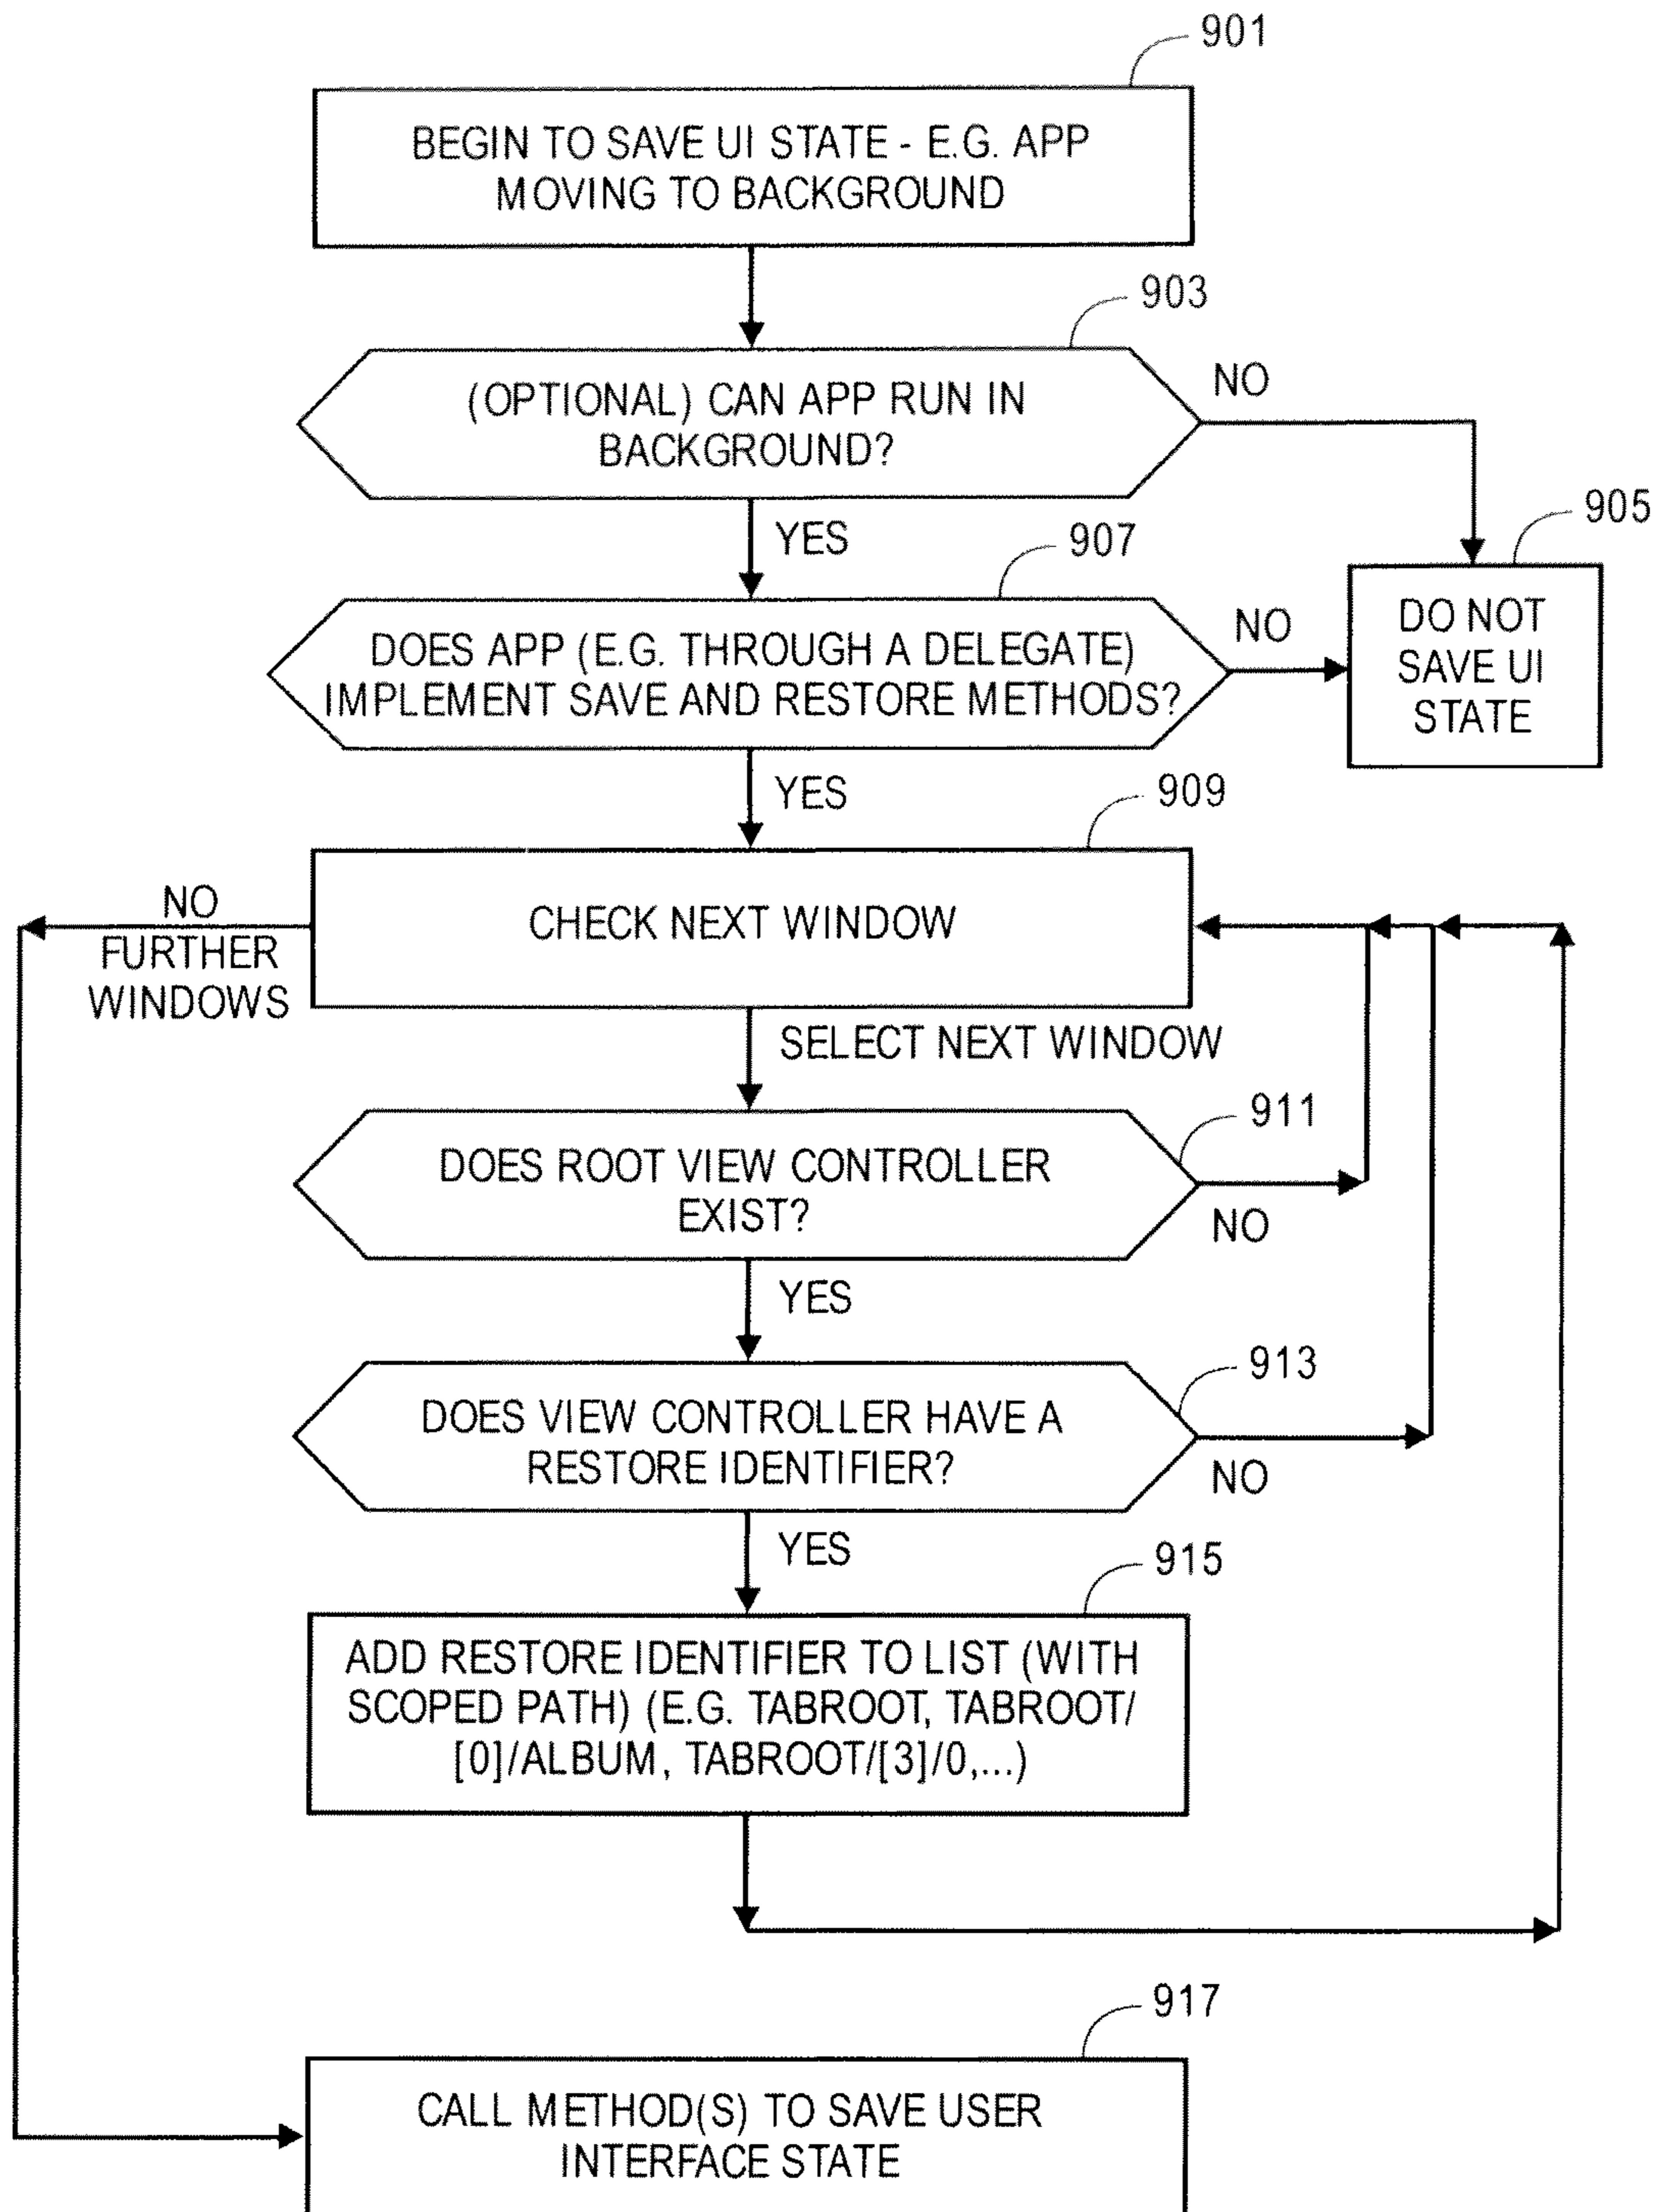 901
BEGIN TO SAVE UI STATE - E.G. APP
MOVING TO BACKGROUND
903
(OPTIONAL) CAN APP RUN IN
BACKGROUND?
NO
YES
905
907
DOES APP (E.G. THROUGH A DELEGATE)
IMPLEMENT SAVE AND RESTORE METHODS?
NO
DO NOT
SAVE UI
STATE
YES
909
CHECK NEXT WINDOW
NO
FURTHER
WINDOWS
SELECT NEXT WINDOW
911
DOES ROOT VIEW CONTROLLER
EXIST?
NO
YES
913
DOES VIEW CONTROLLER HAVE A
RESTORE IDENTIFIER?
NO
YES
915
ADD RESTORE IDENTIFIER TO LIST (WITH
SCOPED PATH) (E.G. TABROOT, TABROOT/
[0]/ALBUM, TABROOT/[3]/0,...)
917
CALL METHOD(S) TO SAVE USER
INTERFACE STATE